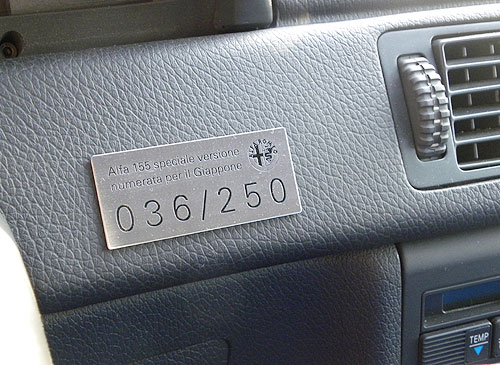 Alfa 155 speciale versione
numerata per il Giappone
036/250
TEMP